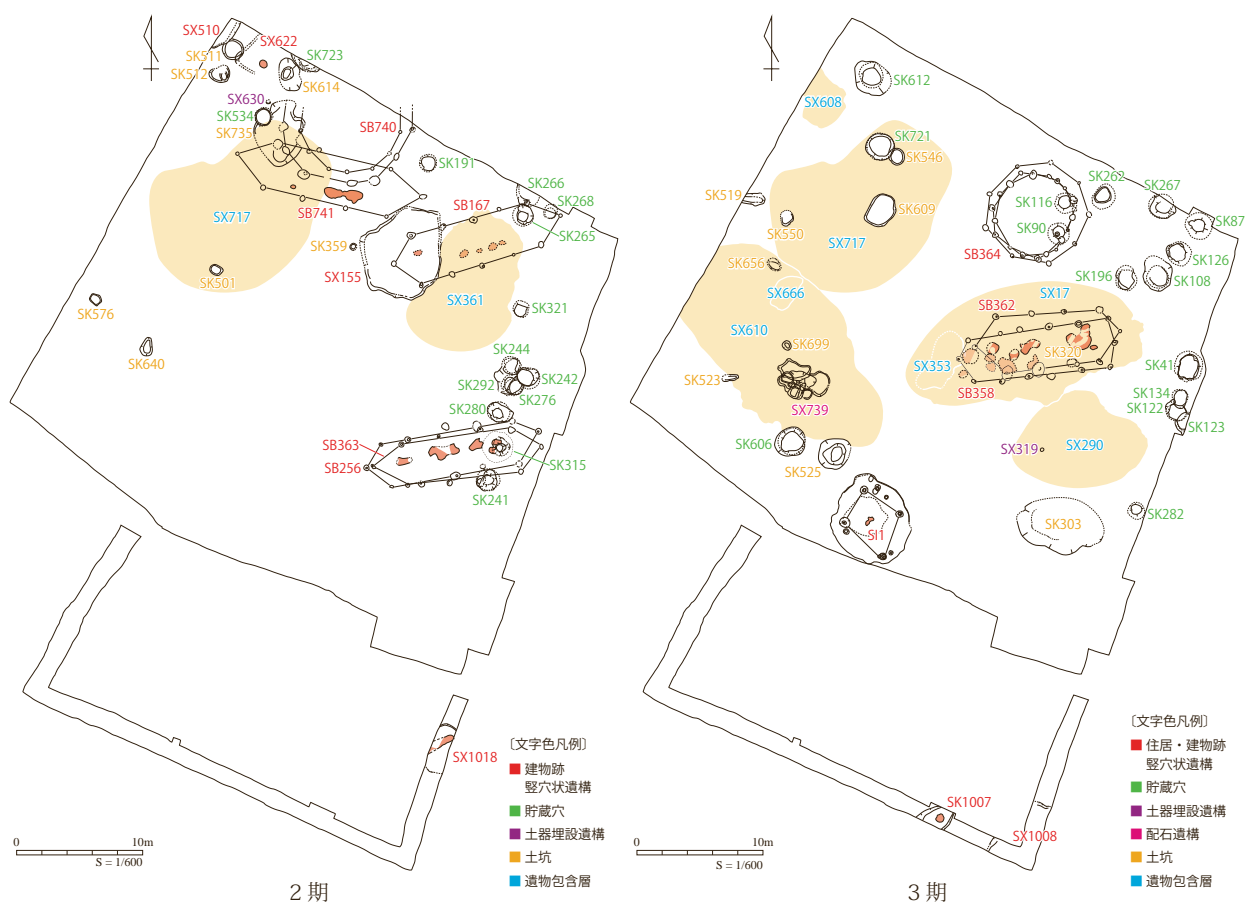 SX510
SX622
SK511
SK723
SK512
SK614
SX630
SK534
SK735
SB740
SK191
SK266
SB167
SK268
SB741
SX717
SK265
SK359
SX155
SK501
SX361
SK321
SK576
SK640
SK244
SK292
SK242
SK276
SK280
SB363
SB256
SK315
SK241
SX1018
〔文字色凡例〕
建物跡
竪穴状遺構
貯蔵穴
土器埋設遺構
土坑
遺物包含層
0
10m
S = 1/600
2期
SK612
SX608
SK721
SK546
SK519
SK609
SK550
SX717
SK116
SK262
SK267
SK90
SK87
SB364
SK126
SK196
SK108
SK656
SX666
SX610
SB362
SX17
SK699
SK320
SX353
SK523
SK41
SB358
SK134
SX739
SK122
SK123
SK606
SX319
SX290
SK525
SK282
SK303
SI1
SK1007
SX1008
〔文字色凡例〕
住居・建物跡
竪穴状遺構
貯蔵穴
土器埋設遺構
配石遺構
土坑
遺物包含層
0
10m
S = 1/600
3期